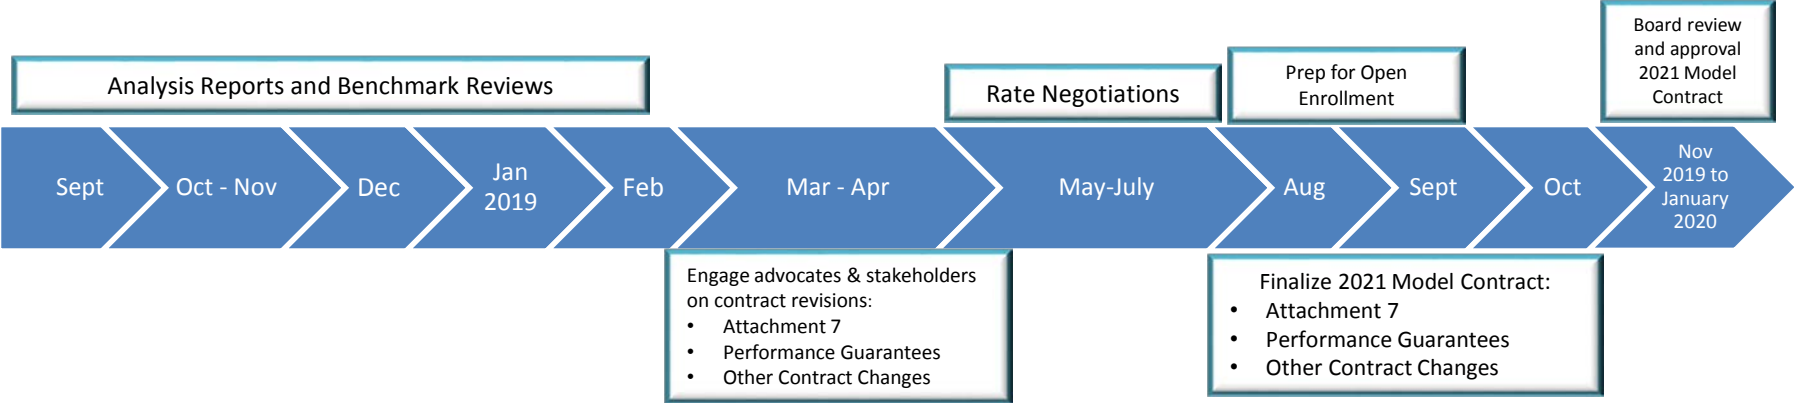 Board review
and approval
2021 Model
Contract
Analysis Reports and Benchmark Reviews
Rate Negotiations
Prep for Open
Enrollment
Sept
Oct - Nov
Dec
Jan
2019
Feb
Mar - Apr
May-July
Aug
Sept
Oct
Nov
2019 to
January
2020
Engage advocates & stakeholders
on contract revisions:
• Attachment 7
• Performance Guarantees
• Other Contract Changes
Finalize 2021 Model Contract:
• Attachment 7
• Performance Guarantees
• Other Contract Changes